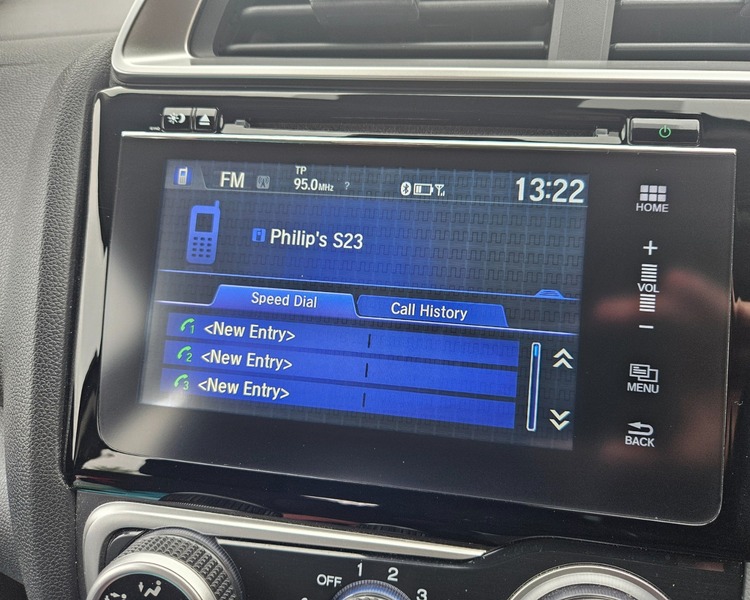 TP
FM 95.0MHz ? 13:22
HOME
Philip's S23
+
VOL
−
Speed Dial Call History
1 <New Entry>
2 <New Entry>
3 <New Entry>
MENU
BACK
OFF 1 2 3